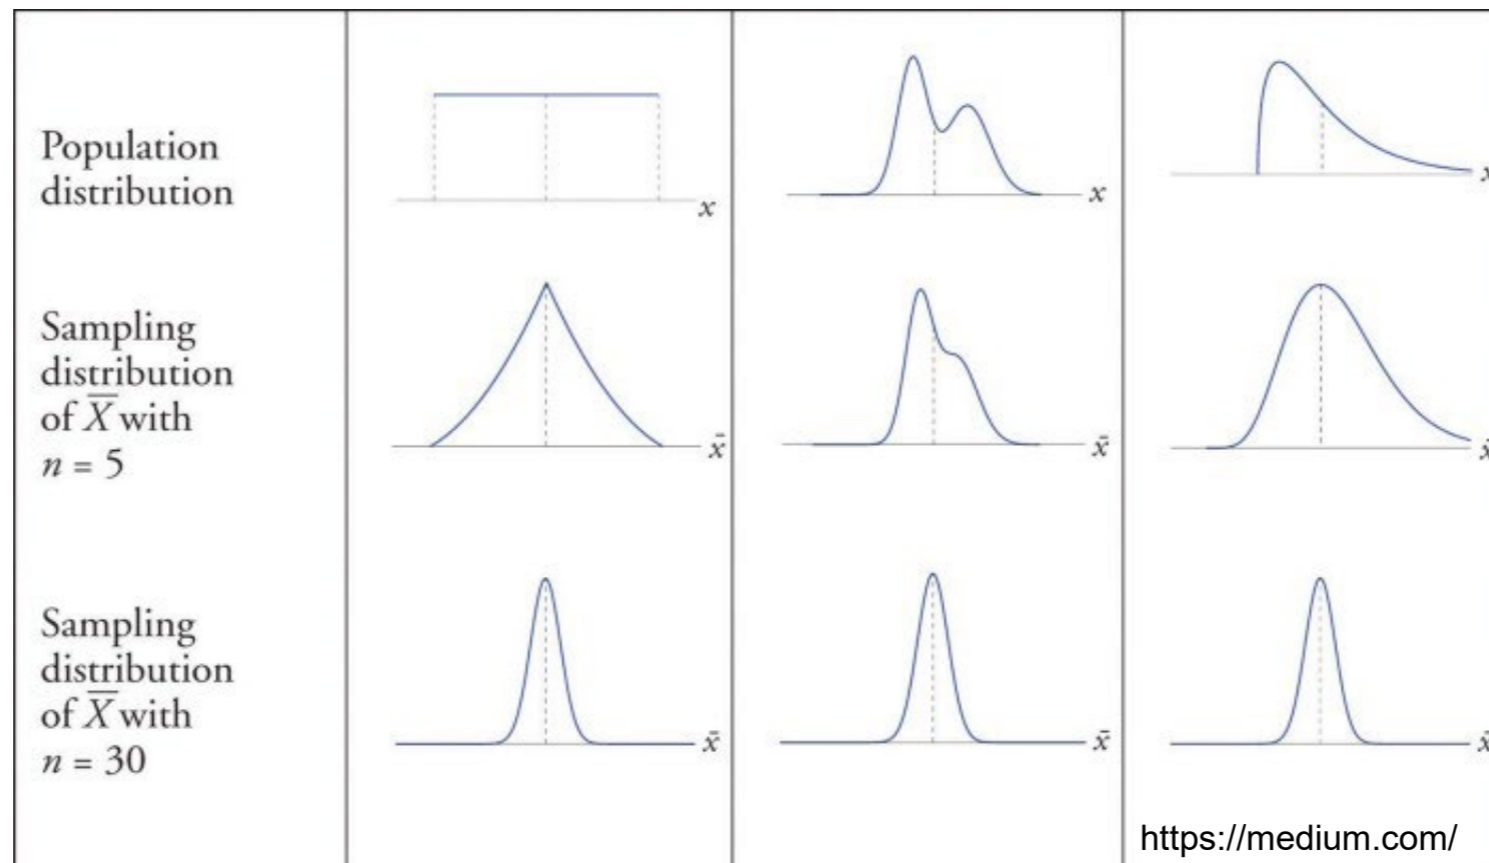 Population
distribution
x
x
x
Sampling
distribution
of X̅ with
n = 5
x̄
x̄
x̄
Sampling
distribution
of X̅ with
n = 30
x̄
x̄
x̄
https://medium.com/